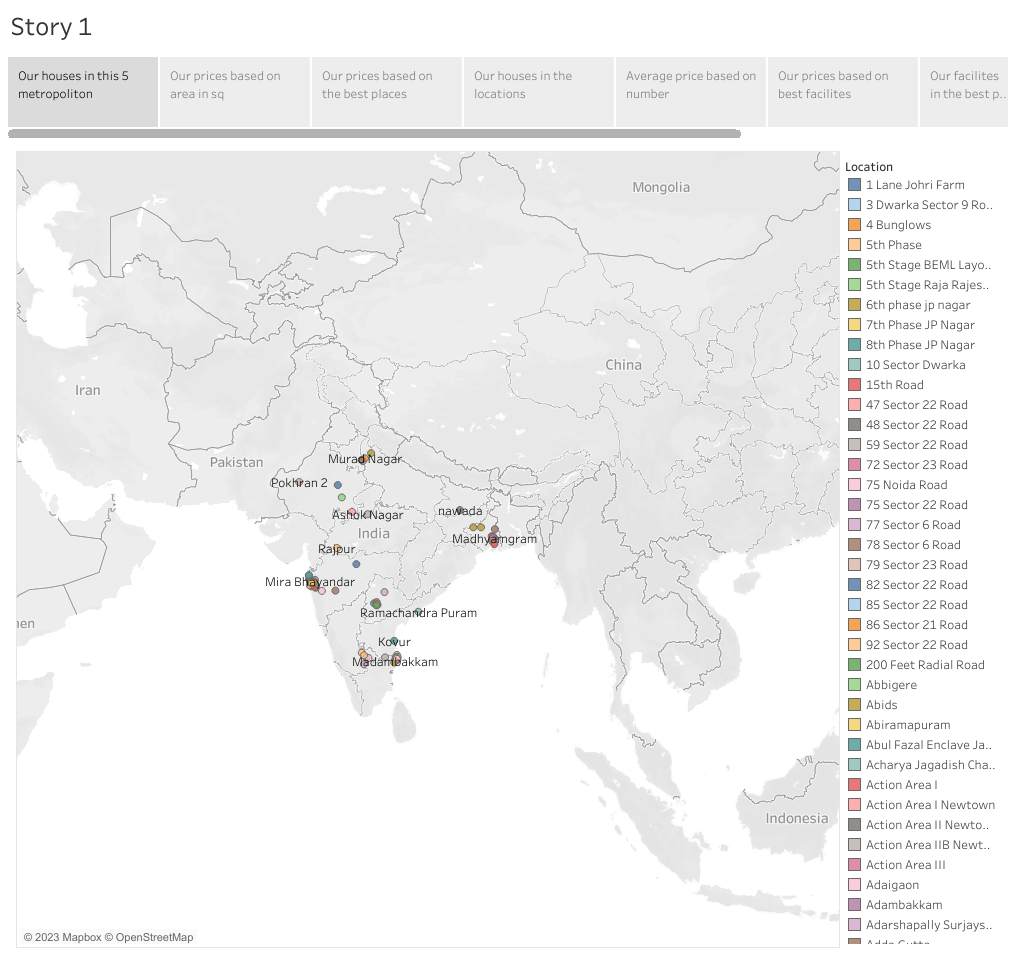 Story 1
Our houses in this 5
metropoliton
Our prices based on
area in sq
Our prices based on
the best places
Our houses in the
locations
Average price based on
number
Our prices based on
best facilites
Our facilites
in the best p..
Mongolia
China
Iran
Pakistan
Murad Nagar
Pokhran 2
Ashok Nagar
nawada
India
Madhyamgram
Rajpur
Mira Bhayandar
Ramachandra Puram
en
Kovur
Madambakkam
Indonesia
© 2023 Mapbox © OpenStreetMap
Location
1 Lane Johri Farm
3 Dwarka Sector 9 Ro..
4 Bunglows
5th Phase
5th Stage BEML Layo..
5th Stage Raja Rajes..
6th phase jp nagar
7th Phase JP Nagar
8th Phase JP Nagar
10 Sector Dwarka
15th Road
47 Sector 22 Road
48 Sector 22 Road
59 Sector 22 Road
72 Sector 23 Road
75 Noida Road
75 Sector 22 Road
77 Sector 6 Road
78 Sector 6 Road
79 Sector 23 Road
82 Sector 22 Road
85 Sector 22 Road
86 Sector 21 Road
92 Sector 22 Road
200 Feet Radial Road
Abbigere
Abids
Abiramapuram
Abul Fazal Enclave Ja..
Acharya Jagadish Cha..
Action Area I
Action Area I Newtown
Action Area II Newto..
Action Area IIB Newt..
Action Area III
Adaigaon
Adambakkam
Adarshapally Surjays..